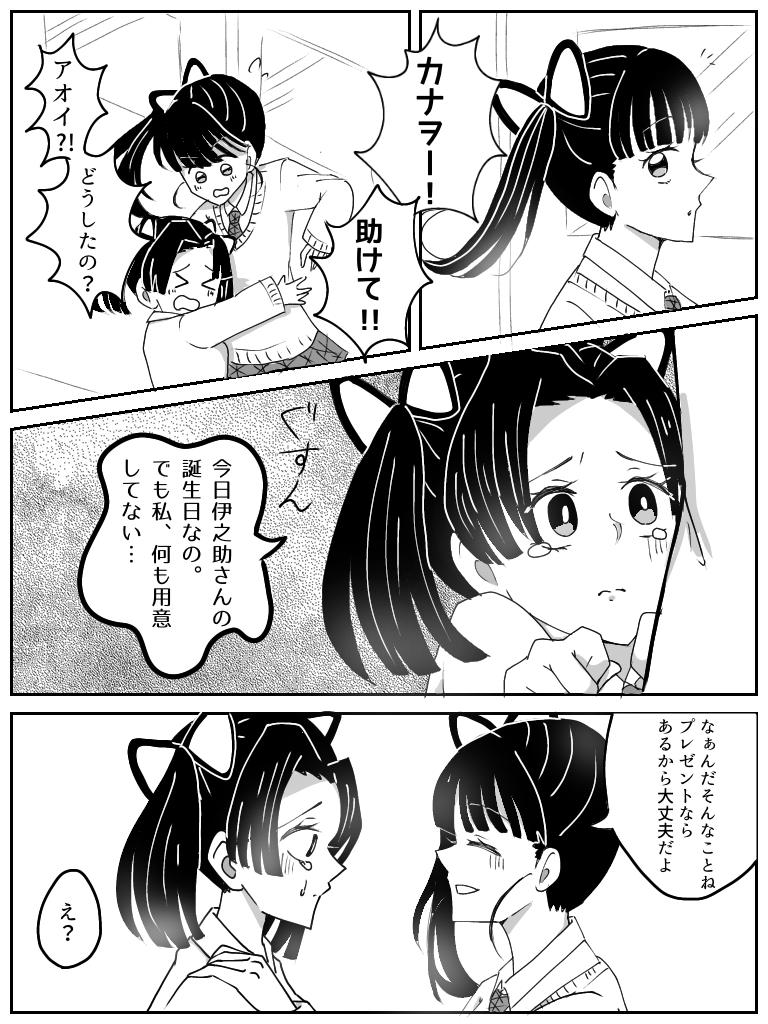 カナヲー!
助けて!!
アオイ?!
どうしたの?
ぐすん
今日伊之助さんの
誕生日なの。
でも私、何も用意
してない…
なぁんだそんなことね
プレゼントなら
あるから大丈夫だよ
え?